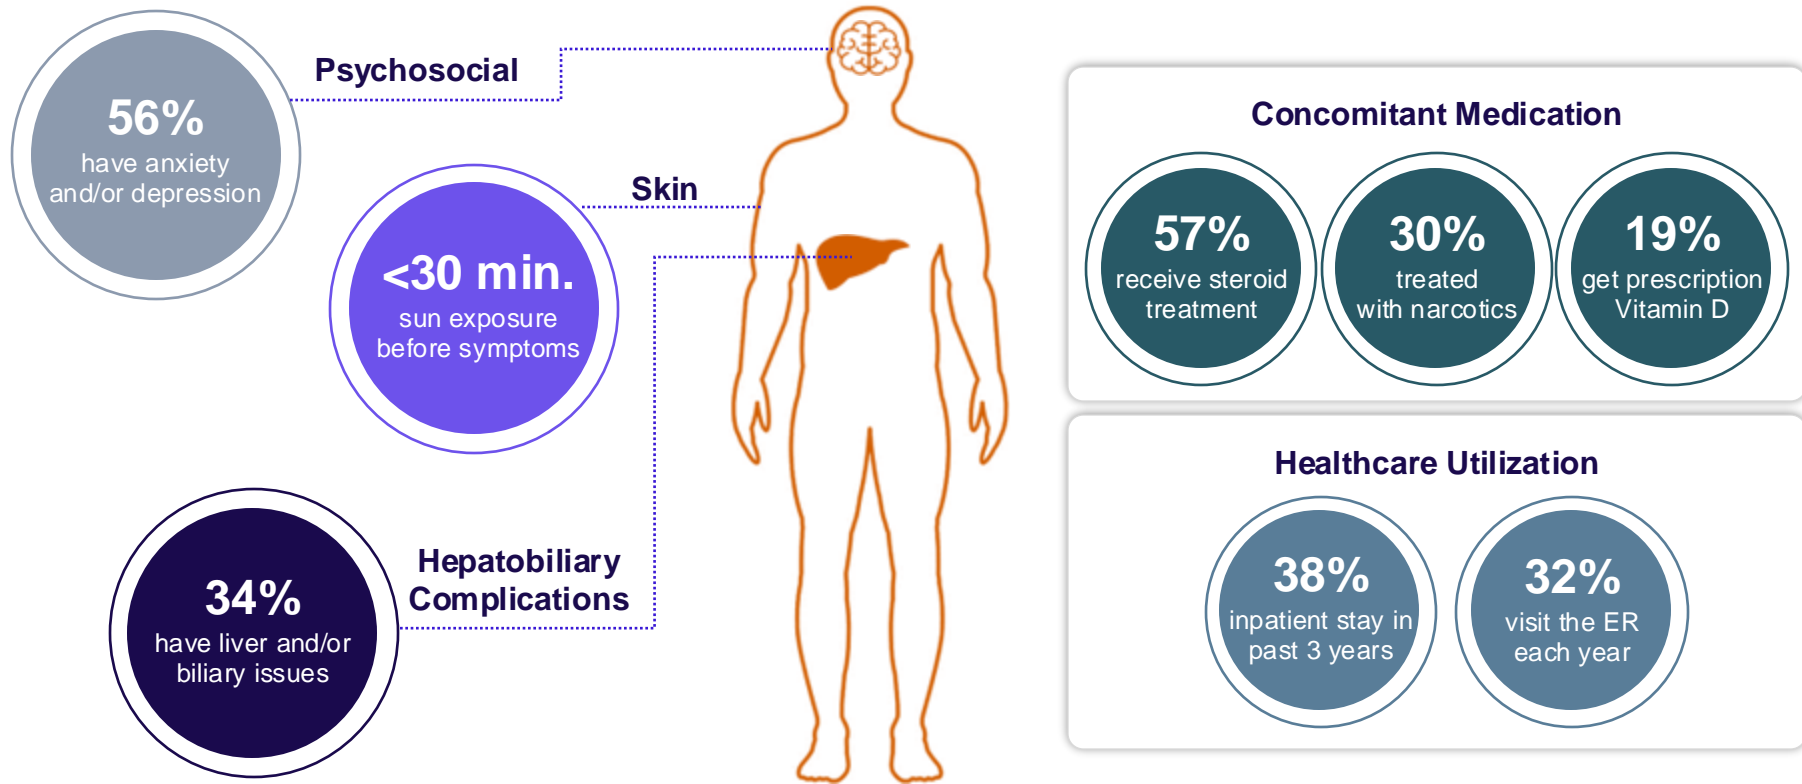 Psychosocial
56%
have anxiety
and/or depression
Skin
<30 min.
sun exposure
before symptoms
Hepatobiliary
Complications
34%
have liver and/or
biliary issues
Concomitant Medication
57%
receive steroid
treatment
30%
treated
with narcotics
19%
get prescription
Vitamin D
Healthcare Utilization
38%
inpatient stay in
past 3 years
32%
visit the ER
each year